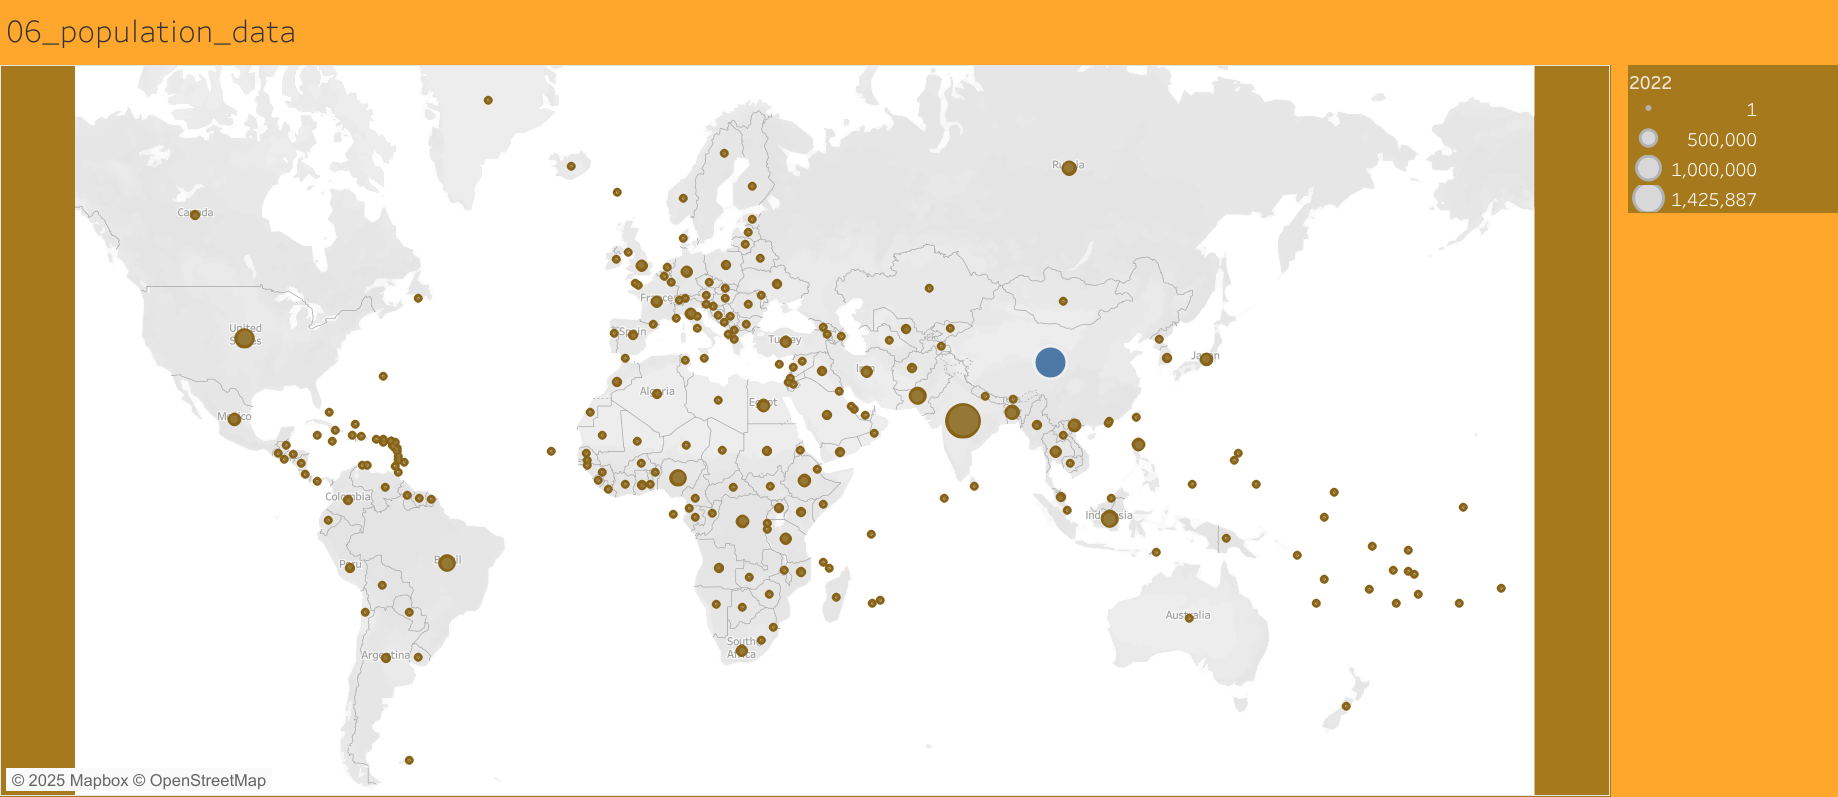 06_population_data
2022
1
500,000
1,000,000
1,425,887
Russia
Canada
France
United
States
Spain
Turkey
Japan
Iran
Algeria
Egypt
Mexico
Colombia
Indonesia
Brazil
Peru
Australia
South
Africa
Argentina
© 2025 Mapbox © OpenStreetMap